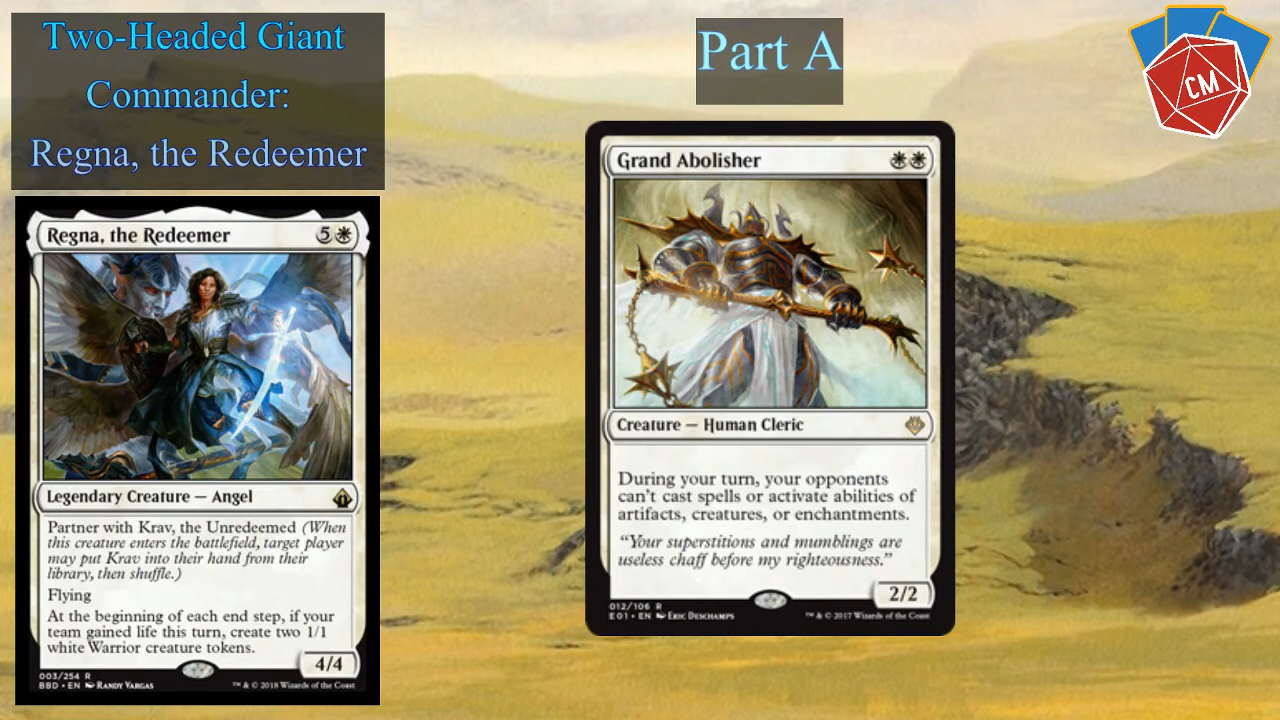 Two-Headed Giant
Commander:
Regna, the Redeemer
Part A
CM
Regna, the Redeemer 5
Legendary Creature — Angel
Partner with Krav, the Unredeemed (When
this creature enters the battlefield, target player
may put Krav into their hand from their
library, then shuffle.)
Flying
At the beginning of each end step, if your
team gained life this turn, create two 1/1
white Warrior creature tokens.
4/4
003/254 R
BBD • EN Randy Vargas
™ & © 2018 Wizards of the Coast
Grand Abolisher
Creature — Human Cleric
During your turn, your opponents
can't cast spells or activate abilities of
artifacts, creatures, or enchantments.
"Your superstitions and mumblings are
useless chaff before my righteousness."
2/2
012/106 R
E01 • EN Eric Deschamps
™ & © 2017 Wizards of the Coast